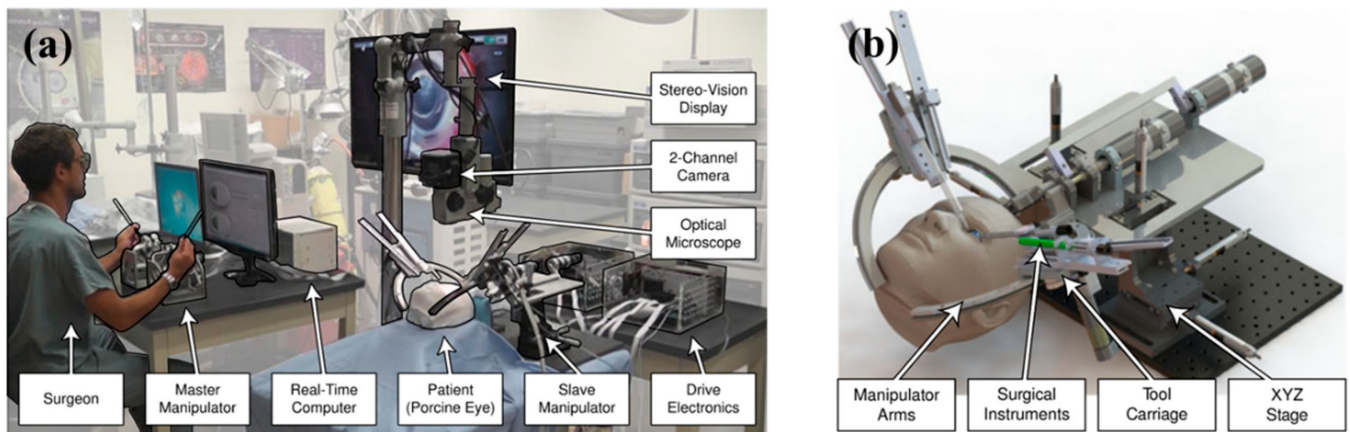 (a)
Stereo-Vision
Display
2-Channel
Camera
Optical
Microscope
Surgeon
Master
Manipulator
Real-Time
Computer
Patient
(Porcine Eye)
Slave
Manipulator
Drive
Electronics
(b)
Manipulator
Arms
Surgical
Instruments
Tool
Carriage
XYZ
Stage